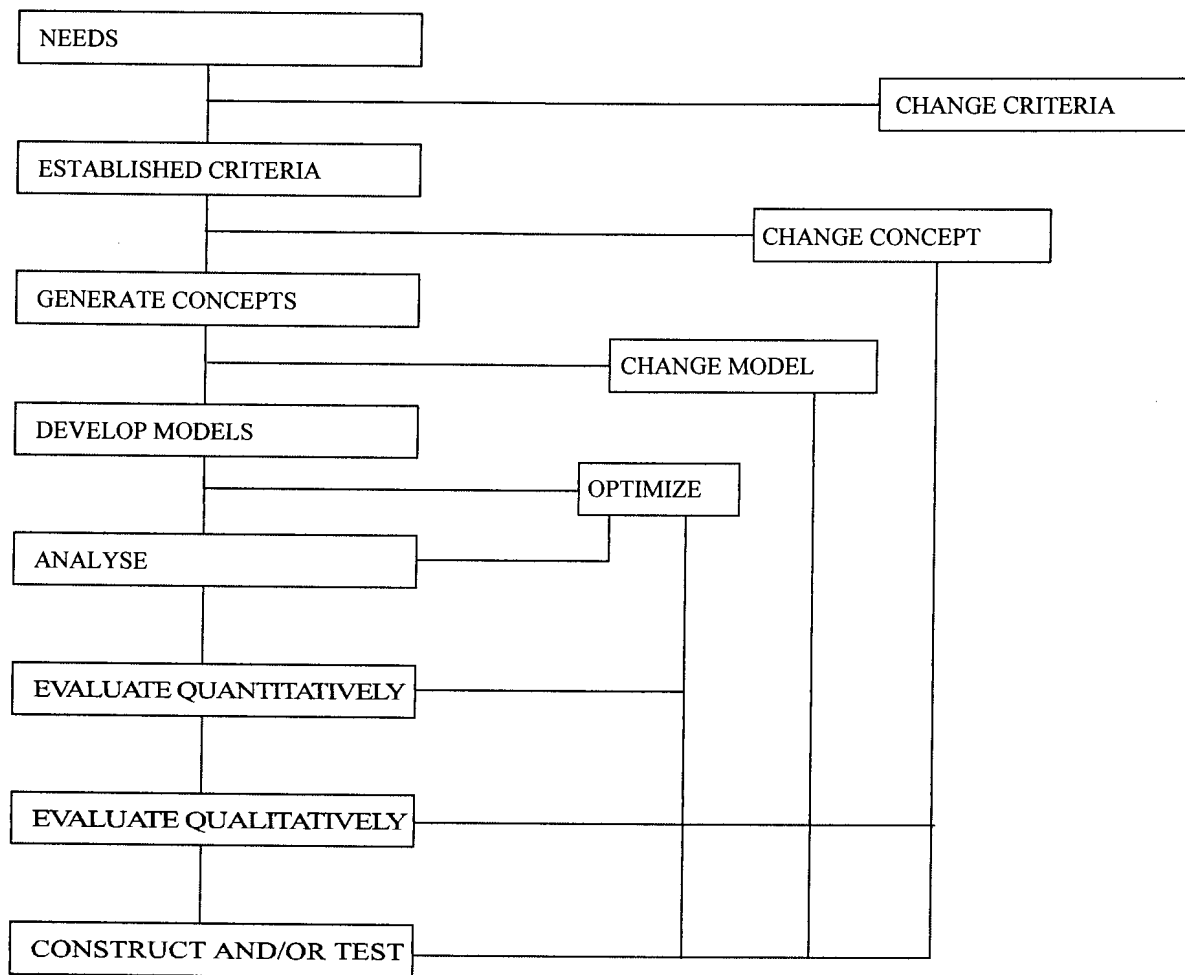 NEEDS
CHANGE CRITERIA
ESTABLISHED CRITERIA
CHANGE CONCEPT
GENERATE CONCEPTS
CHANGE MODEL
DEVELOP MODELS
OPTIMIZE
ANALYSE
EVALUATE QUANTITATIVELY
EVALUATE QUALITATIVELY
CONSTRUCT AND/OR TEST